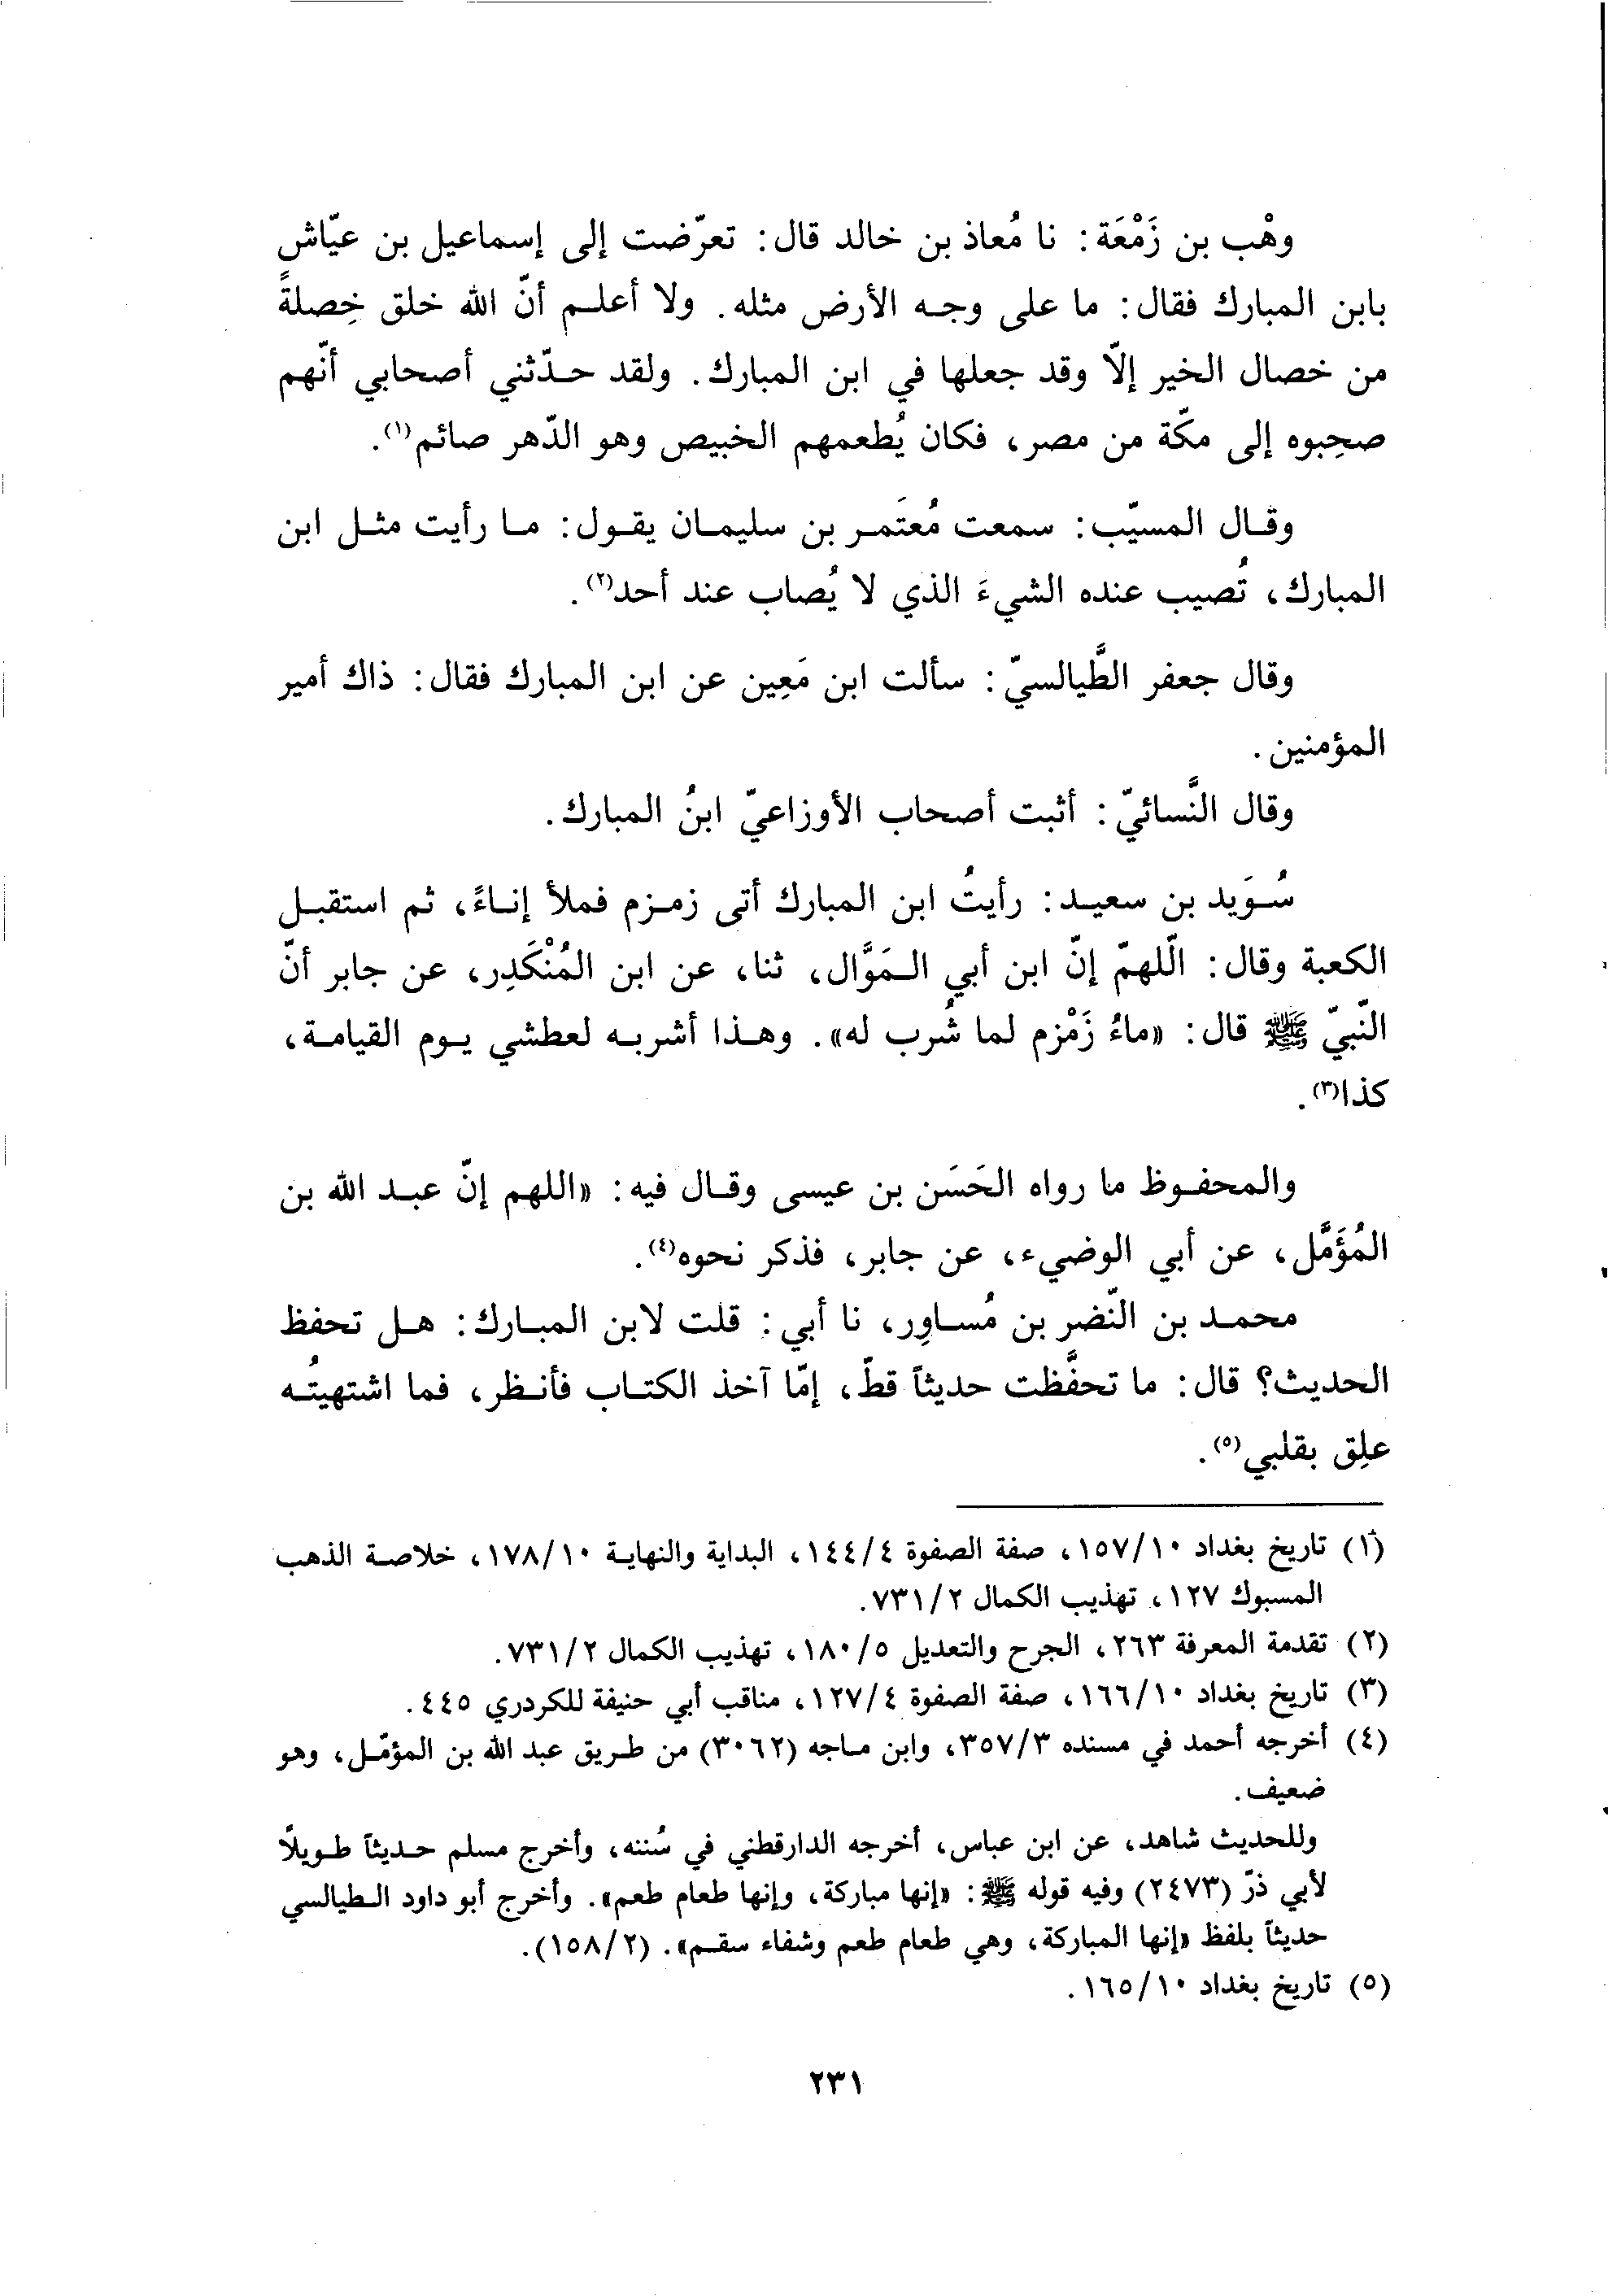 وهْب بن زَمْعَة: نا مُعاذ بن خالد قال: تعرّضت إلى إسماعيل بن عيّاش
بابن المبارك فقال: ما على وجه الأرض مثله. ولا أعلم أنّ الله خلق خِصلةً
من خصال الخير إلّا وقد جعلها في ابن المبارك. ولقد حدّثني أصحابي أنّهم
صحِبوه إلى مكّة من مصر، فكان يُطعمهم الخبيص وهو الدّهر صائم(١).
وقال المسيّب: سمعت مُعتَمر بن سليمان يقول: ما رأيت مثل ابن
المبارك، تُصيب عنده الشيءَ الذي لا يُصاب عند أحد(٢).
وقال جعفر الطَّيالسيّ: سألت ابن مَعِين عن ابن المبارك فقال: ذاك أمير
المؤمنين.
وقال النَّسائيّ: أثبت أصحاب الأوزاعيّ ابنُ المبارك.
سُوَيد بن سعيد: رأيتُ ابن المبارك أتى زمزم فملأ إناءً، ثم استقبل
الكعبة وقال: الّلهمّ إنّ ابن أبي المَوَّال، ثنا، عن ابن المُنْكَدِر، عن جابر أنّ
النّبيّ ﷺ قال: «ماءُ زَمْزم لما شُرب له». وهذا أشربه لعطشي يوم القيامة،
كذا(٣).
والمحفوظ ما رواه الحَسَن بن عيسى وقال فيه: «اللهم إنّ عبد الله بن
المُؤَمَّل، عن أبي الوضيء، عن جابر، فذكر نحوه(٤).
محمد بن النّضر بن مُساوِر، نا أبي: قلت لابن المبارك: هل تحفظ
الحديث؟ قال: ما تحفَّظت حديثاً قطّ، إمّا آخذ الكتاب فأنظر، فما اشتهيتُه
علِق بقلبي(٥).
(١) تاريخ بغداد ١٥٧/١٠، صفة الصفوة ١٤٤/٤، البداية والنهاية ١٧٨/١٠، خلاصة الذهب
المسبوك ١٢٧، تهذيب الكمال ٧٣١/٢.
(٢) تقدمة المعرفة ٢٦٣، الجرح والتعديل ١٨٠/٥، تهذيب الكمال ٧٣١/٢.
(٣) تاريخ بغداد ١٦٦/١٠، صفة الصفوة ١٢٧/٤، مناقب أبي حنيفة للكردري ٤٤٥.
(٤) أخرجه أحمد في مسنده ٣٥٧/٣، وابن ماجه (٣٠٦٢) من طريق عبد الله بن المؤمّل، وهو
ضعيف.
وللحديث شاهد، عن ابن عباس، أخرجه الدارقطني في سُننه، وأخرج مسلم حديثاً طويلًا
لأبي ذرّ (٢٤٧٣) وفيه قوله ﷺ: «إنها مباركة، وإنها طعام طعم». وأخرج أبو داود الطيالسي
حديثاً بلفظ «إنها المباركة، وهي طعام طعم وشفاء سقم». (١٥٨/٢).
(٥) تاريخ بغداد ١٦٥/١٠.
٢٣١